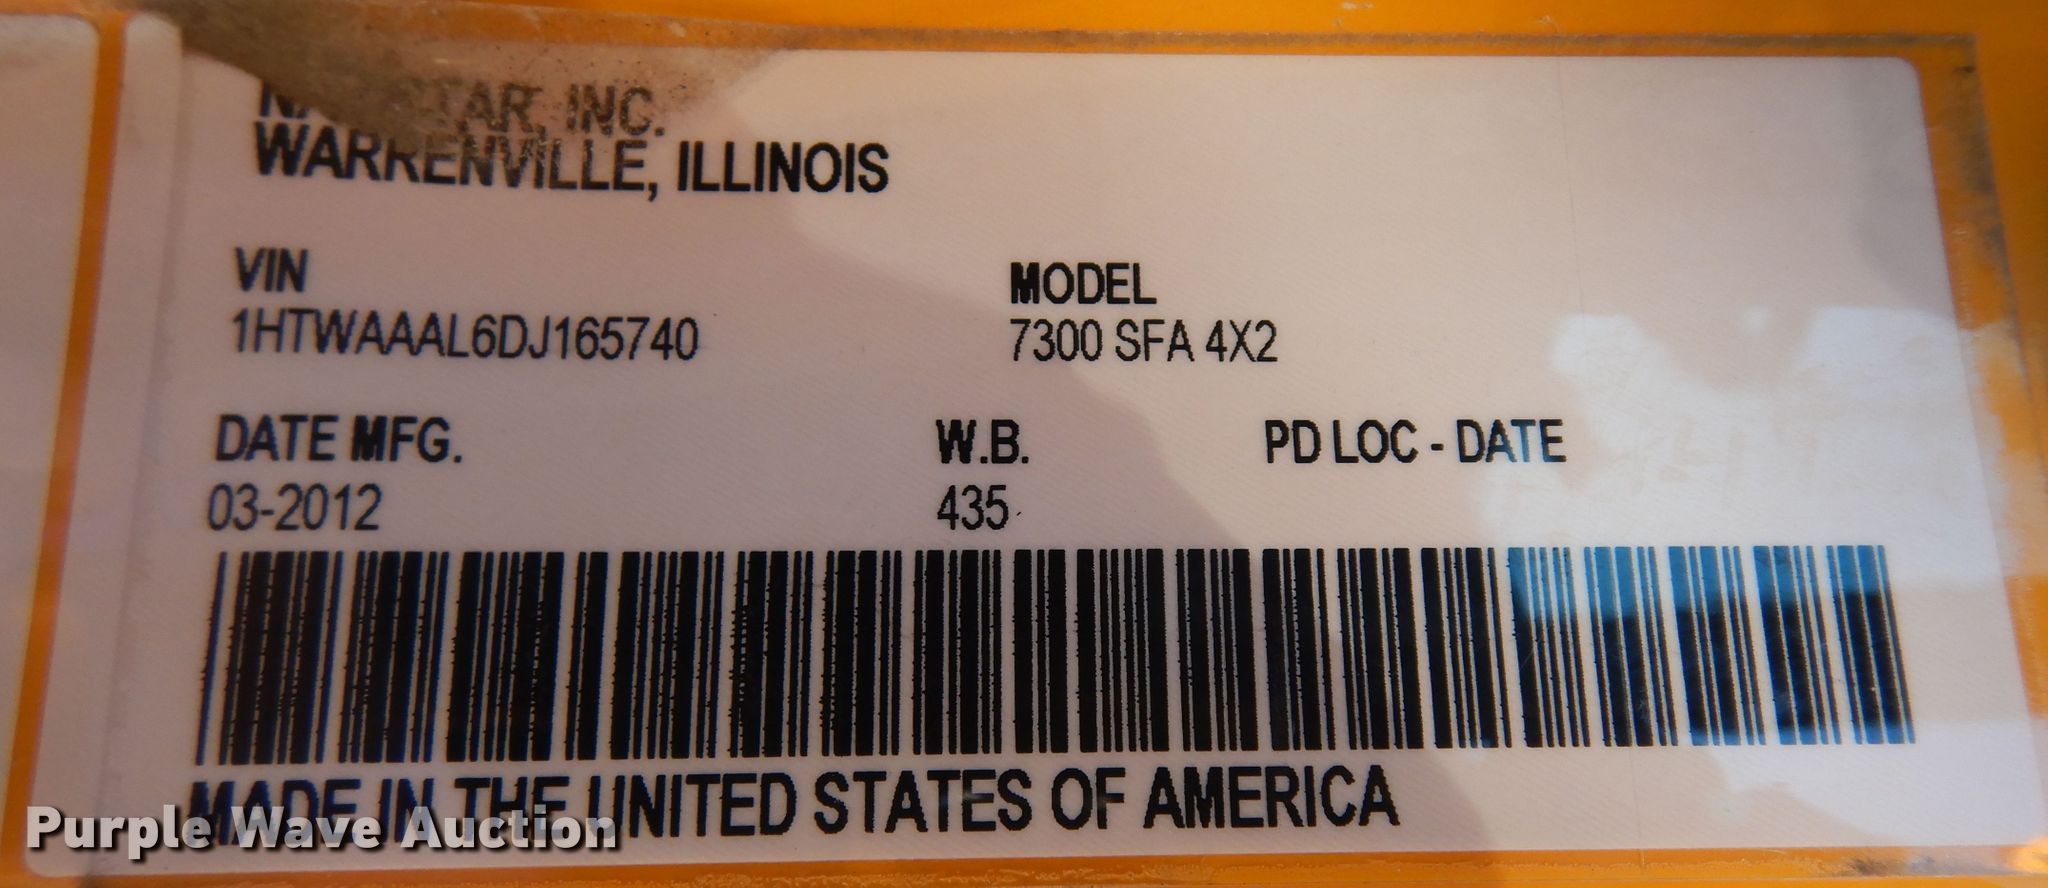 INC.
WARRENVILLE, ILLINOIS
VIN MODEL
1HTWAAAL6DJ165740 7300 SFA 4X2
DATE MFG. W.B. PD LOC - DATE
03-2012 435
MADE IN THE UNITED STATES OF AMERICA
Purple Wave Auction